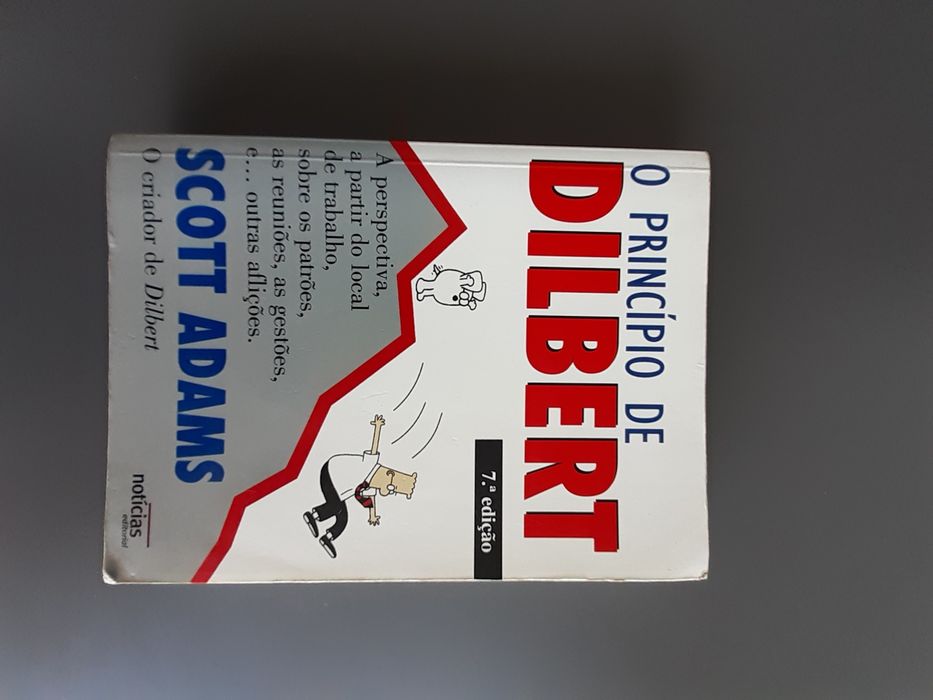 O PRINCÍPIO DE
DILBERT
7.ª edição
A perspectiva,
a partir do local
de trabalho,
sobre os patrões,
as reuniões, as gestões,
e... outras aflições.
SCOTT ADAMS
O criador de Dilbert
notícias
editorial